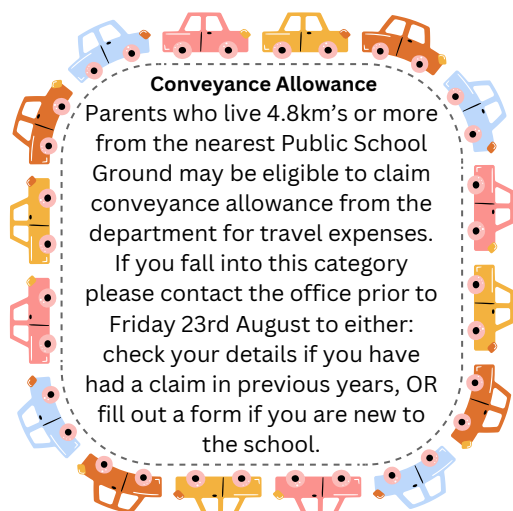 Conveyance Allowance
Parents who live 4.8km’s or more
from the nearest Public School
Ground may be eligible to claim
conveyance allowance from the
department for travel expenses.
If you fall into this category
please contact the office prior to
Friday 23rd August to either:
check your details if you have
had a claim in previous years, OR
fill out a form if you are new to
the school.